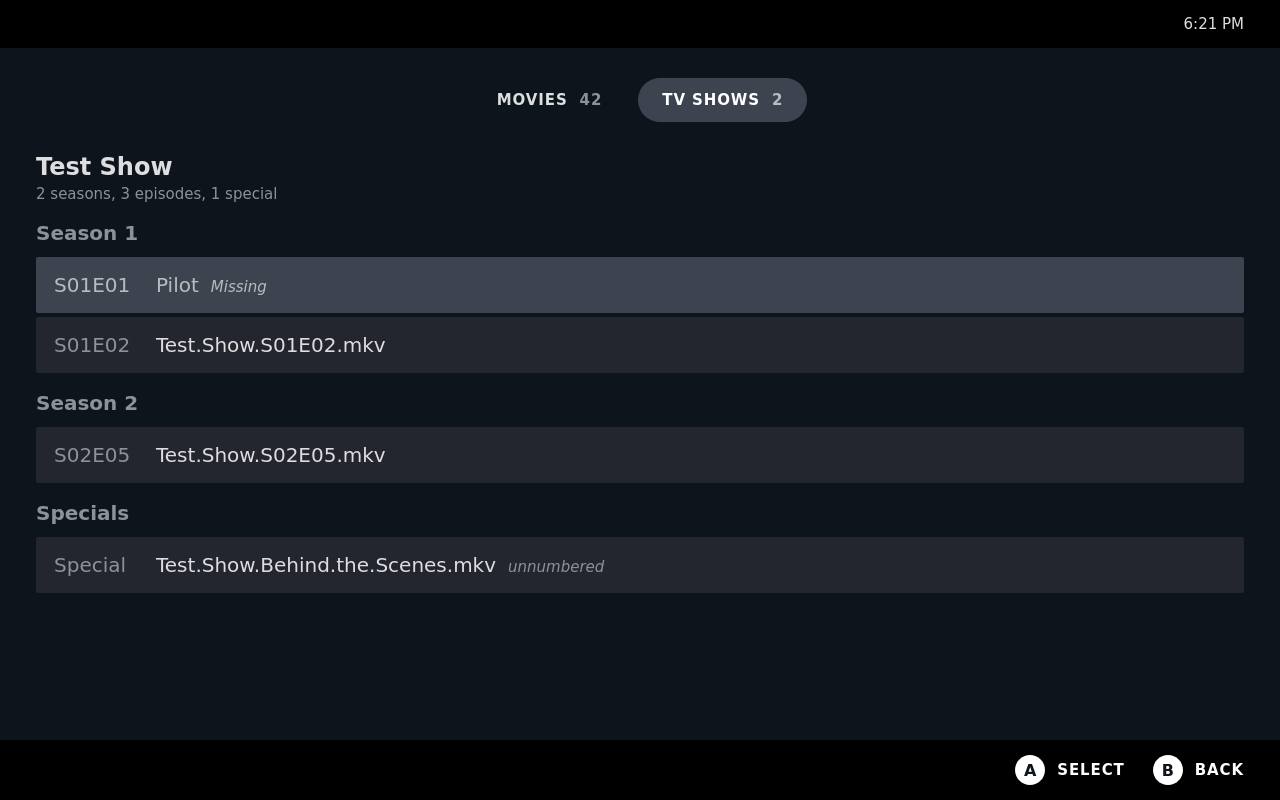 6:21 PM
MOVIES 42 TV SHOWS 2
Test Show
2 seasons, 3 episodes, 1 special
Season 1
S01E01 Pilot Missing
S01E02 Test.Show.S01E02.mkv
Season 2
S02E05 Test.Show.S02E05.mkv
Specials
Special Test.Show.Behind.the.Scenes.mkv unnumbered
A SELECT B BACK